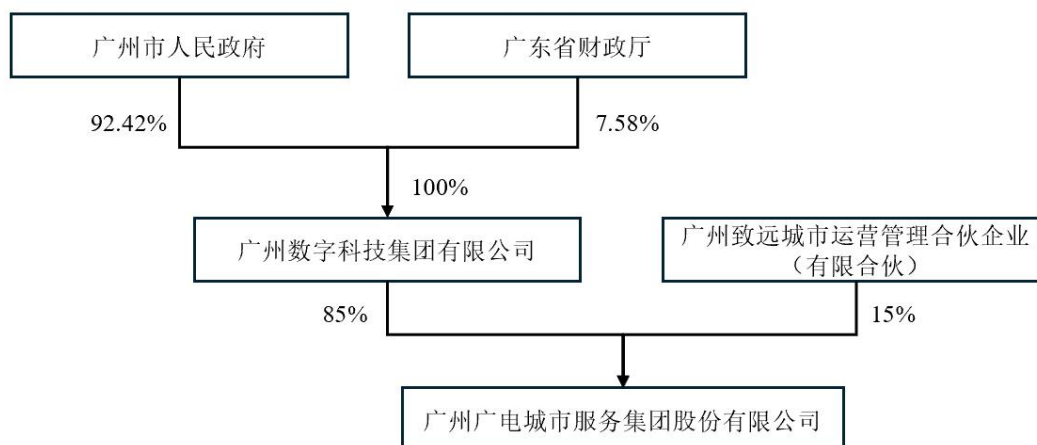 广州市人民政府
广东省财政厅
92.42%
7.58%
100%
广州数字科技集团有限公司
广州致远城市运营管理合伙企业
（有限合伙）
85%
15%
广州广电城市服务集团股份有限公司